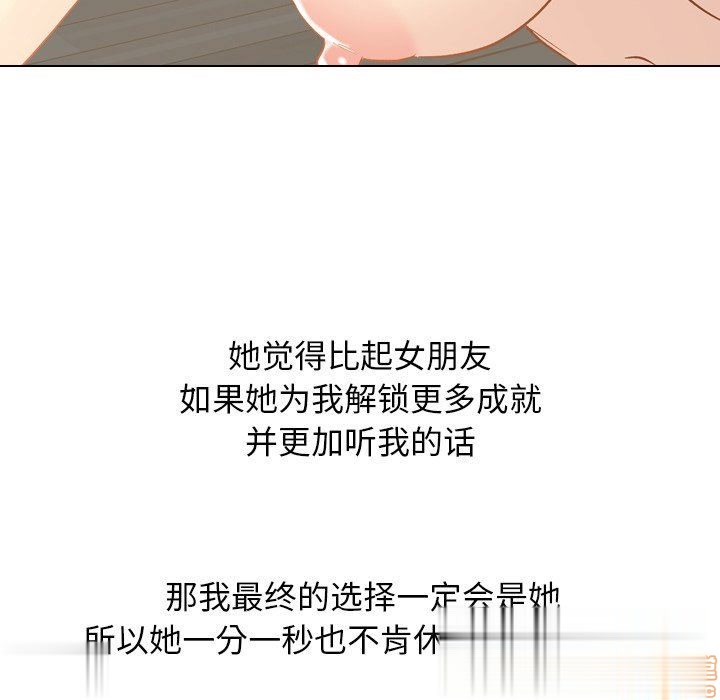 她觉得比起女朋友
如果她为我解锁更多成就
并更加听我的话
那我最终的选择一定会是她
所以她一分一秒也不肯休